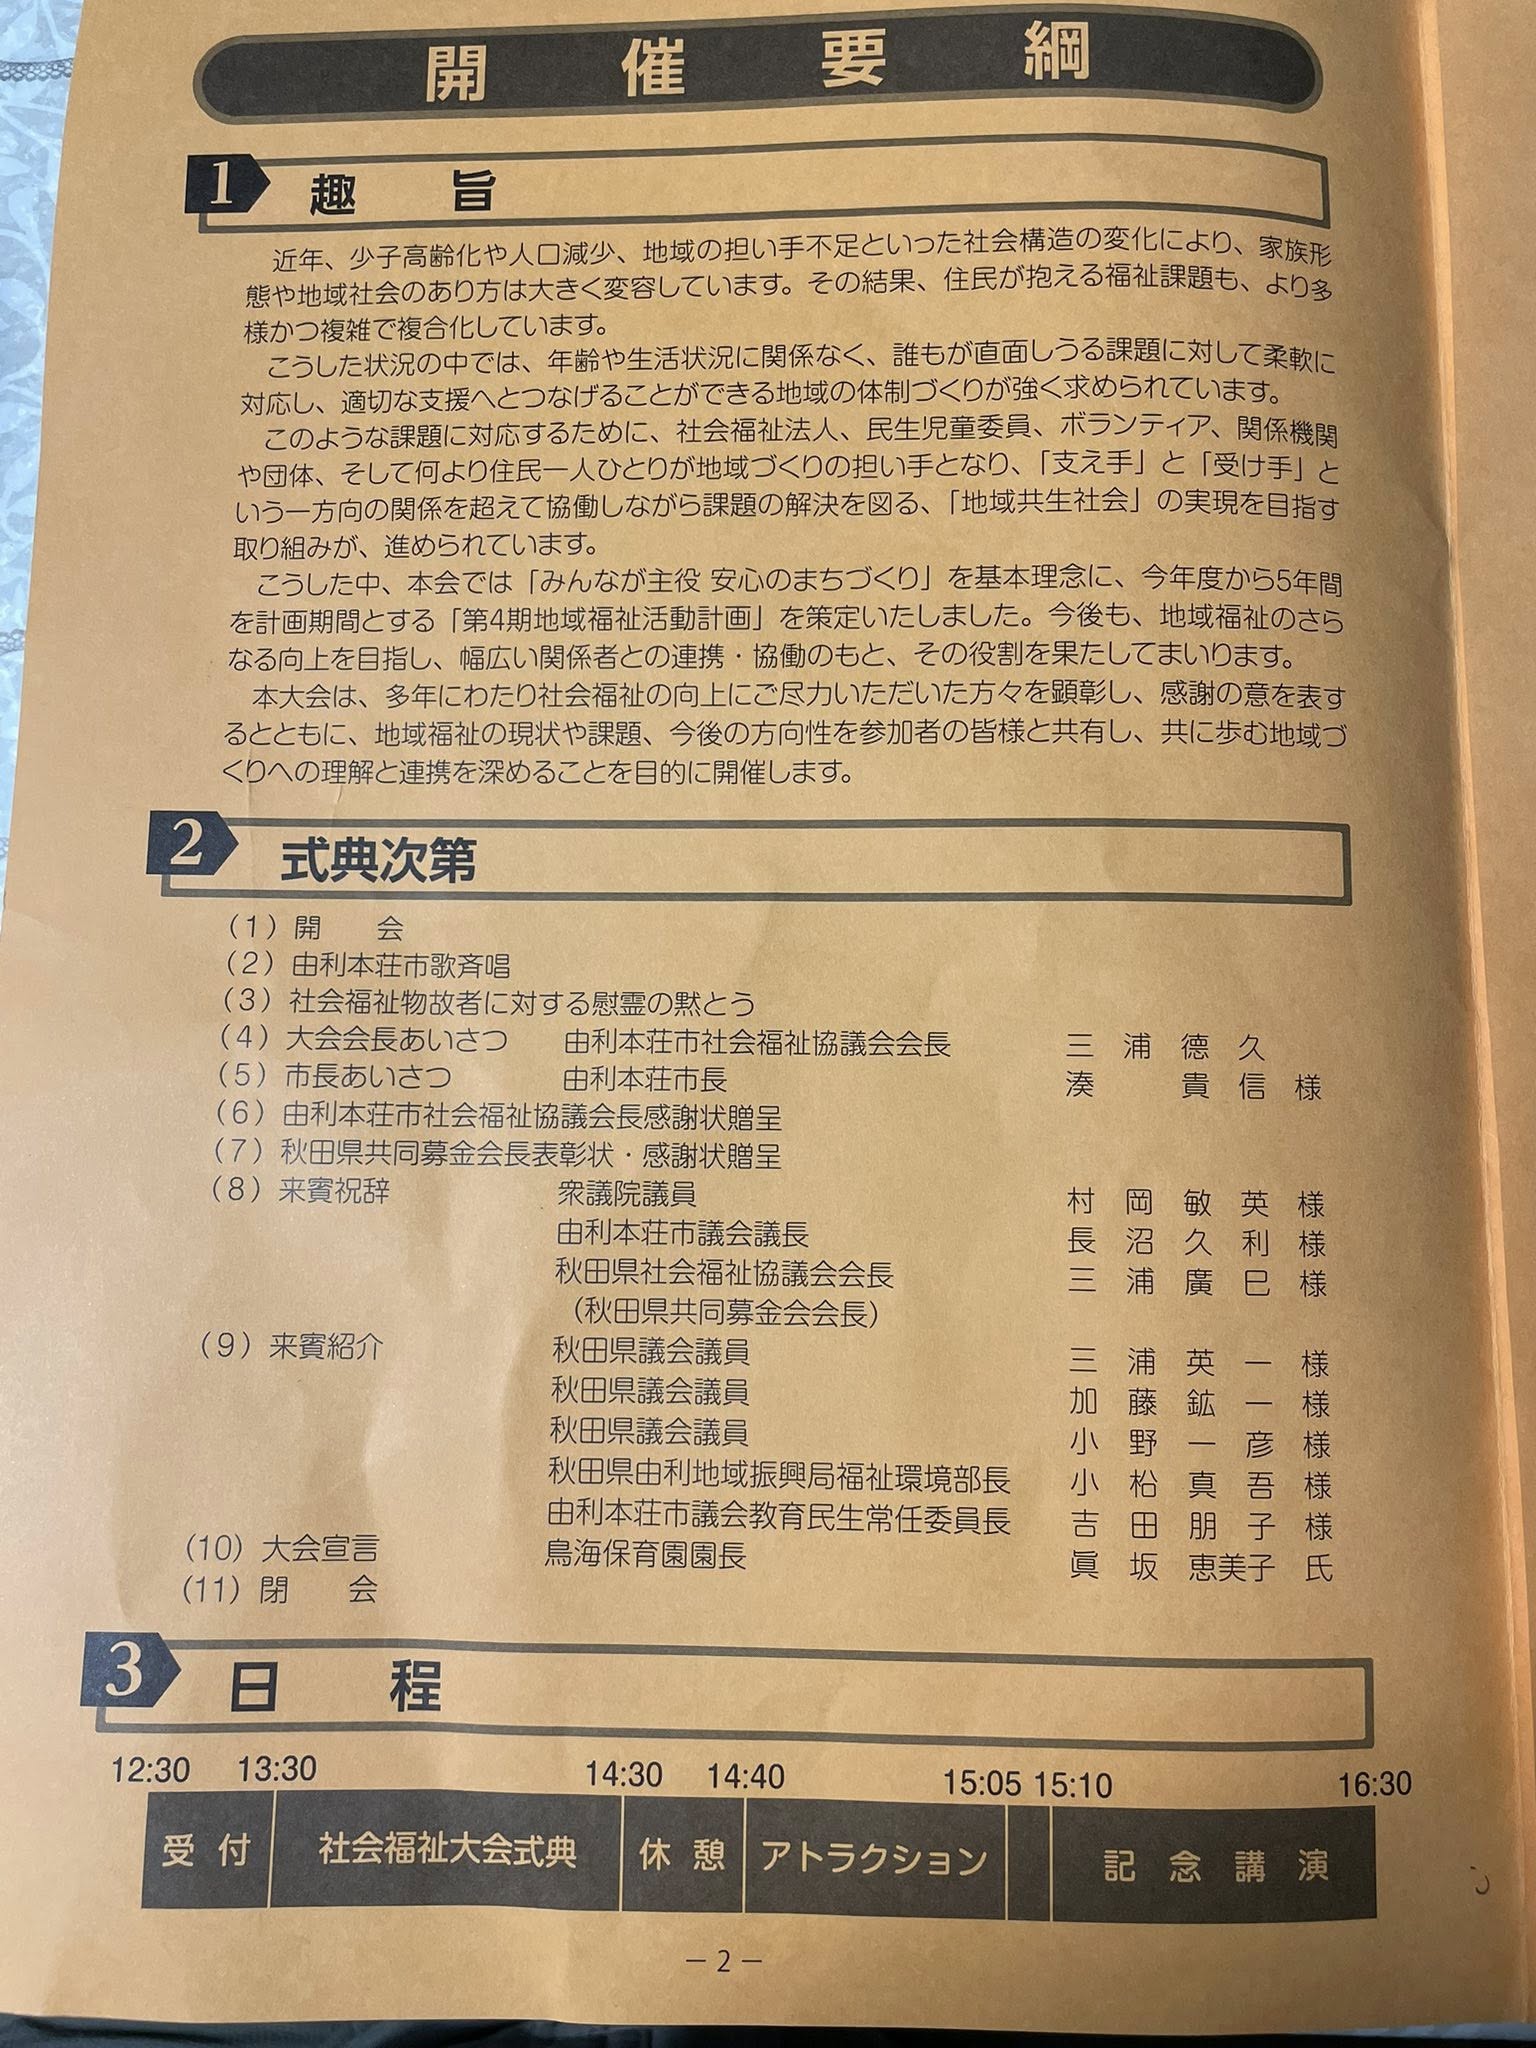 開催要綱
1 趣旨
近年、少子高齢化や人口減少、地域の担い手不足といった社会構造の変化により、家族形
態や地域社会のあり方は大きく変容しています。その結果、住民が抱える福祉課題も、より多
様かつ複雑で複合化しています。
こうした状況の中では、年齢や生活状況に関係なく、誰もが直面しうる課題に対して柔軟に
対応し、適切な支援へとつなげることができる地域の体制づくりが強く求められています。
このような課題に対応するために、社会福祉法人、民生児童委員、ボランティア、関係機関
や団体、そして何より住民一人ひとりが地域づくりの担い手となり、「支え手」と「受け手」と
いう一方向の関係を超えて協働しながら課題の解決を図る、「地域共生社会」の実現を目指す
取り組みが、進められています。
こうした中、本会では「みんなが主役 安心のまちづくり」を基本理念に、今年度から5年間
を計画期間とする「第4期地域福祉活動計画」を策定いたしました。今後も、地域福祉のさら
なる向上を目指し、幅広い関係者との連携・協働のもと、その役割を果たしてまいります。
本大会は、多年にわたり社会福祉の向上にご尽力いただいた方々を顕彰し、感謝の意を表す
るとともに、地域福祉の現状や課題、今後の方向性を参加者の皆様と共有し、共に歩む地域づ
くりへの理解と連携を深めることを目的に開催します。
2 式典次第
(1) 開 会
(2) 由利本荘市歌斉唱
(3) 社会福祉物故者に対する慰霊の黙とう
(4) 大会会長あいさつ 由利本荘市社会福祉協議会会長 三浦徳久
(5) 市長あいさつ 由利本荘市長 湊 貴信 様
(6) 由利本荘市社会福祉協議会長感謝状贈呈
(7) 秋田県共同募金会長表彰状・感謝状贈呈
(8) 来賓祝辞 衆議院議員 村岡敏英 様
由利本荘市議会議長 長沼久利 様
秋田県社会福祉協議会会長 三浦廣巳 様
(秋田県共同募金会会長)
(9) 来賓紹介 秋田県議会議員 三浦英一 様
秋田県議会議員 加藤鉱一 様
秋田県議会議員 小野一彦 様
秋田県由利地域振興局福祉環境部長 小松真吾 様
由利本荘市議会教育民生常任委員長 吉田朋子 様
(10) 大会宣言 鳥海保育園園長 眞坂恵美子 氏
(11) 閉 会
3 日程
12:30 13:30 14:30 14:40 15:05 15:10 16:30
受付 社会福祉大会式典 休憩 アトラクション 記念講演
－2－